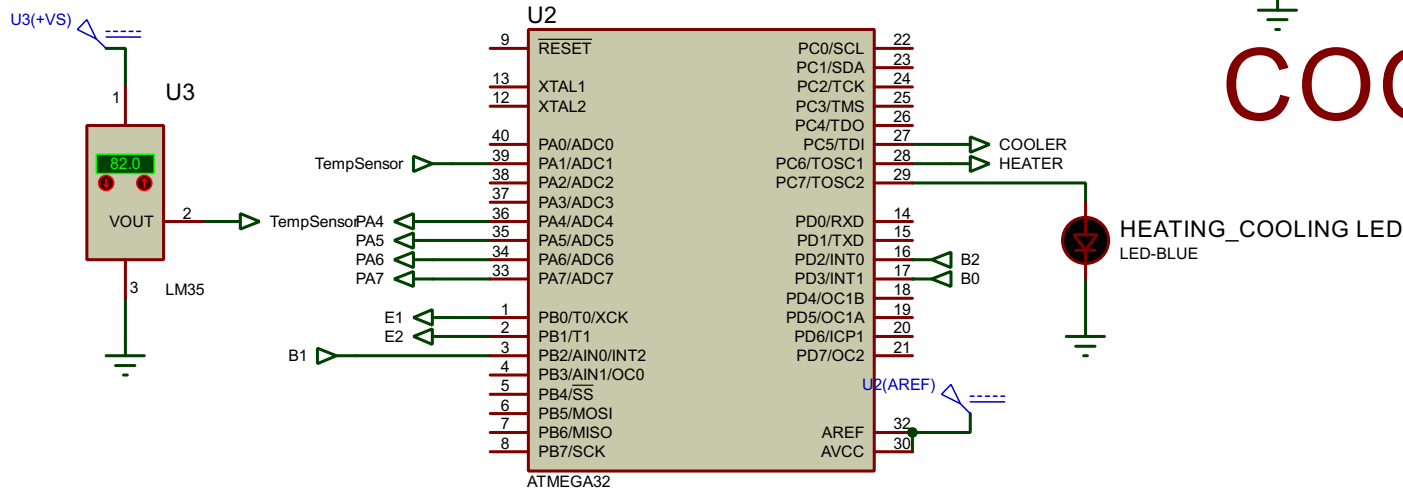 U3(+VS)
1
U3
82.0
VOUT
2
TempSensor
3
LM35
U2
9
RESET
13
XTAL1
12
XTAL2
40
PA0/ADC0
TempSensor
39
PA1/ADC1
38
PA2/ADC2
37
PA3/ADC3
PA4
36
PA4/ADC4
PA5
35
PA5/ADC5
PA6
34
PA6/ADC6
PA7
33
PA7/ADC7
E1
1
PB0/T0/XCK
E2
2
PB1/T1
B1
3
PB2/AIN0/INT2
4
PB3/AIN1/OC0
5
PB4/SS
6
PB5/MOSI
7
PB6/MISO
8
PB7/SCK
PC0/SCL
22
PC1/SDA
23
PC2/TCK
24
PC3/TMS
25
PC4/TDO
26
PC5/TDI
27
COOLER
PC6/TOSC1
28
HEATER
PC7/TOSC2
29
PD0/RXD
14
PD1/TXD
15
PD2/INT0
16
B2
PD3/INT1
17
B0
PD4/OC1B
18
PD5/OC1A
19
PD6/ICP1
20
PD7/OC2
21
U2(AREF)
AREF
32
AVCC
30
ATMEGA32
HEATING_COOLING LED
LED-BLUE